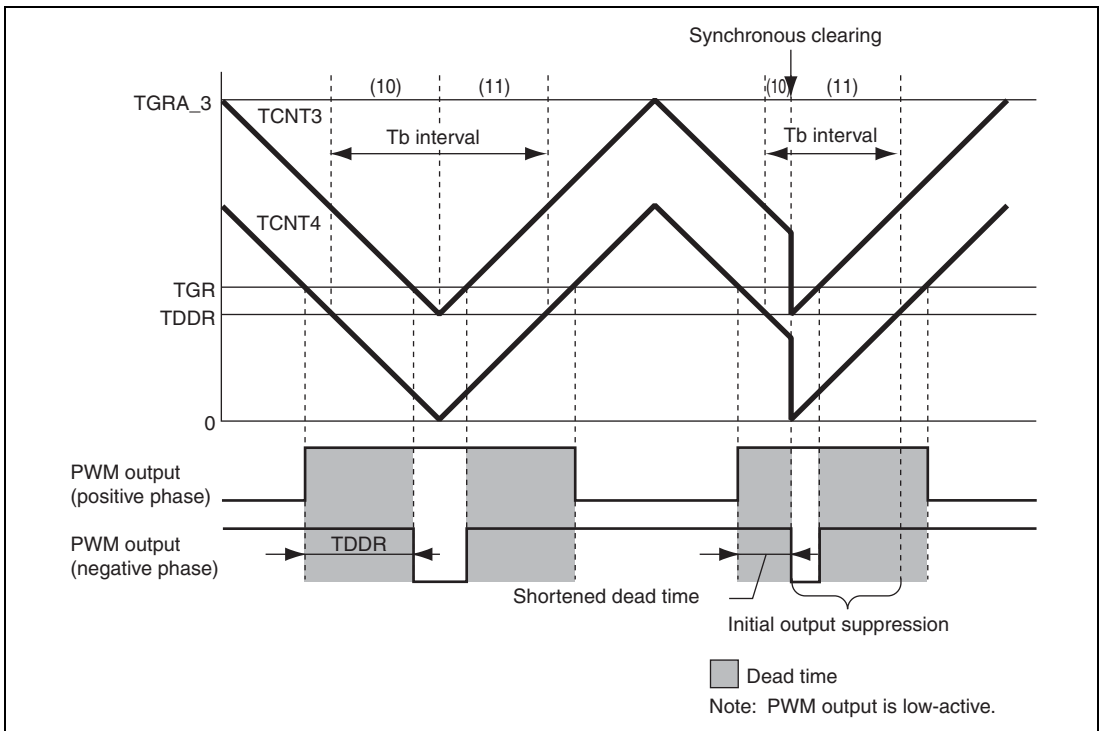 Synchronous clearing
(10)
(11)
(10)
(11)
TGRA_3
TCNT3
Tb interval
Tb interval
TCNT4
TGR
TDDR
0
PWM output
(positive phase)
PWM output
(negative phase)
TDDR
Shortened dead time
Initial output suppression
Dead time
Note: PWM output is low-active.